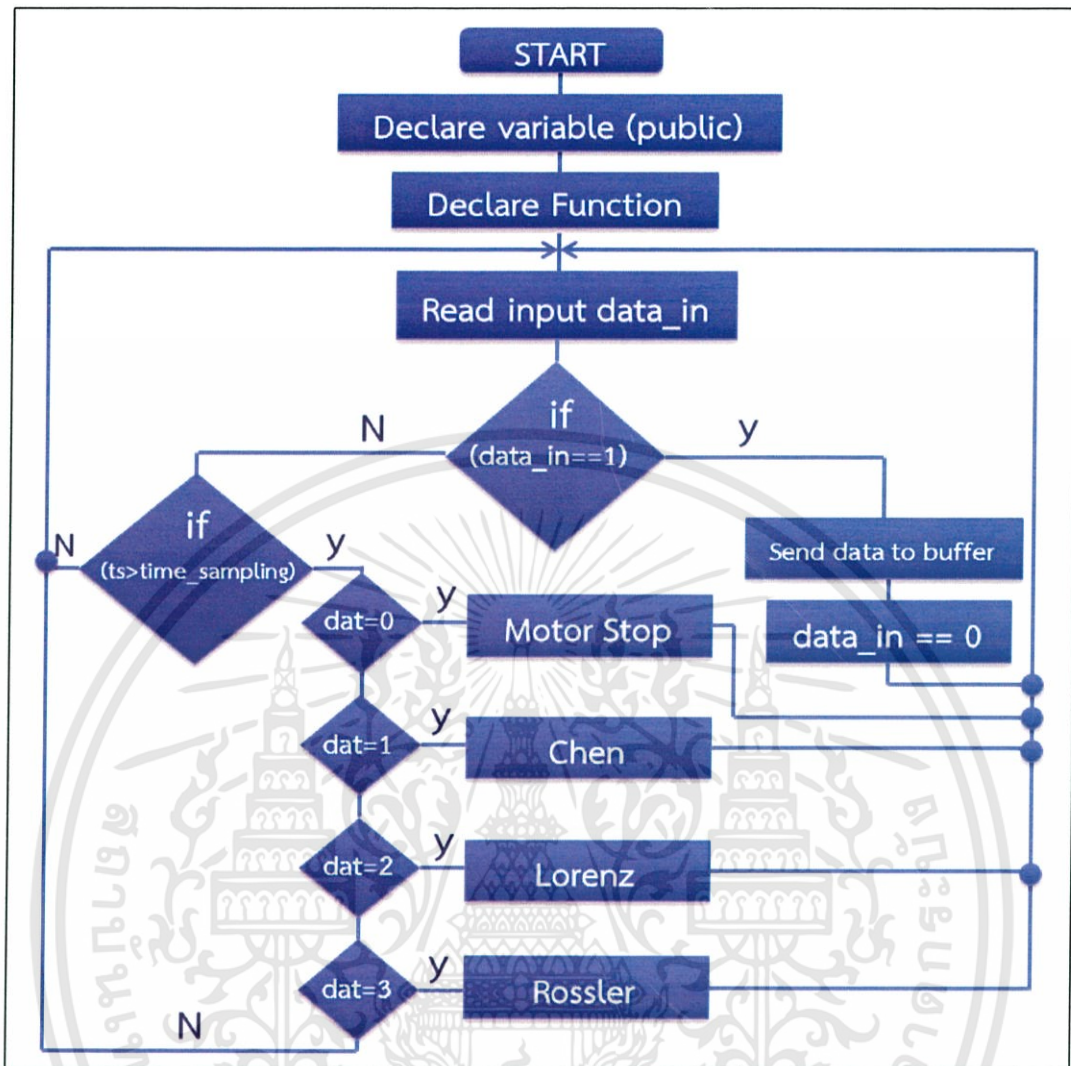 START
Declare variable (public)
Declare Function
Read input data_in
if
(data_in==1)
N
y
if
(ts>time_sampling)
N
y
Send data to buffer
data_in == 0
dat=0
y
Motor Stop
dat=1
y
Chen
dat=2
y
Lorenz
dat=3
y
Rossler
N